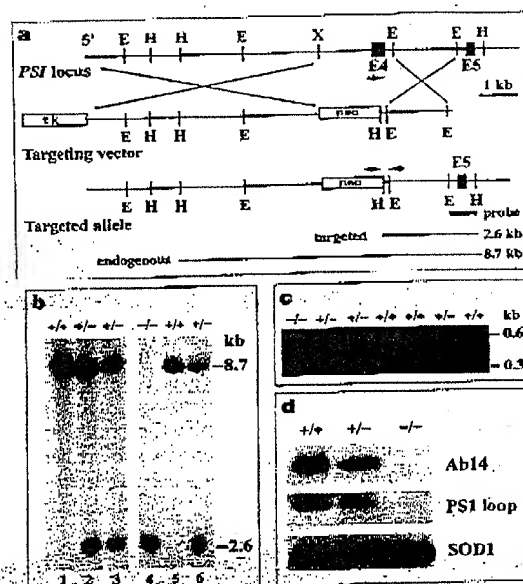 a
5' E H H E X E E H
PS1 locus E4 E5
1 kb
tk neo
E H H E H E E
Targeting vector
neo E5
E H H E H E E H
Targeted allele probe
targeted 2.6 kb
endogenous 8.7 kb
b
+/+ +/– +/– –/– +/+ +/– kb
–8.7
–2.6
1 2 3 4 5 6
c
–/– +/– +/– +/+ +/+ +/– +/+ kb
–0.6
–0.3
d
+/+ +/– –/–
Ab14
PS1 loop
SOD1